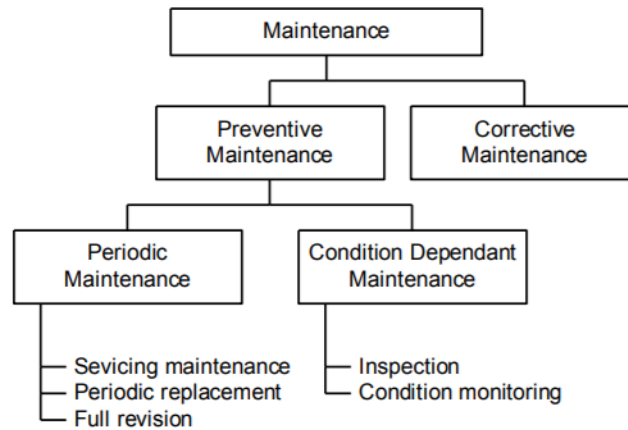 Maintenance
Preventive
Maintenance
Corrective
Maintenance
Periodic
Maintenance
Condition Dependant
Maintenance
Sevicing maintenance
Periodic replacement
Full revision
Inspection
Condition monitoring